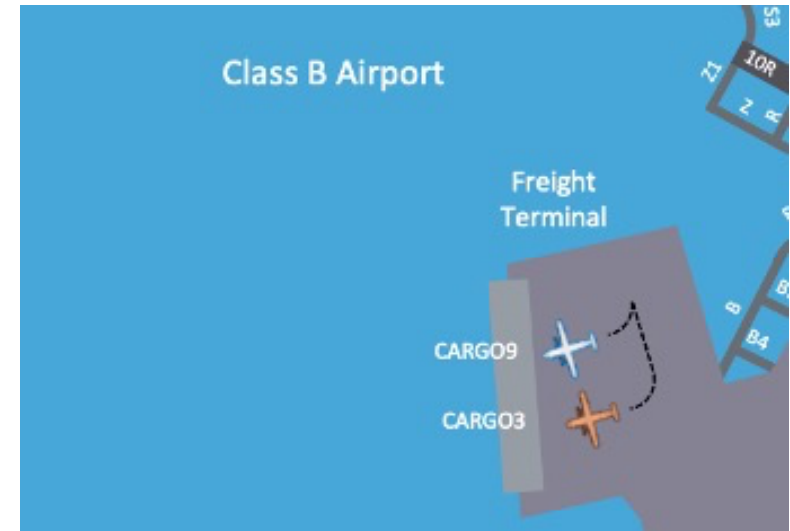 Class B Airport
S3
10R
Z1
Z
R
Freight
Terminal
B
B4
CARGO9
CARGO3